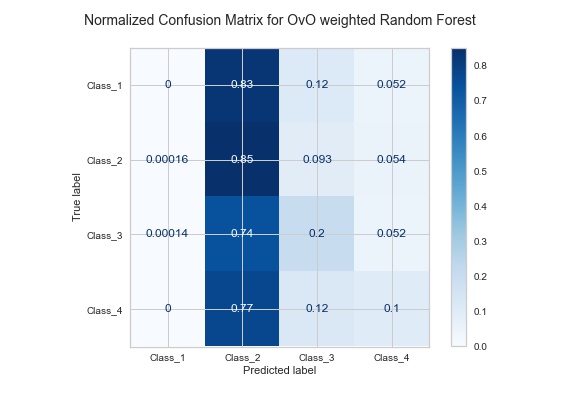 Normalized Confusion Matrix for OvO weighted Random Forest
True label
Class_1 0 0.83 0.12 0.052
Class_2 0.00016 0.85 0.093 0.054
Class_3 0.00014 0.74 0.2 0.052
Class_4 0 0.77 0.12 0.1
Class_1 Class_2 Class_3 Class_4
Predicted label
0.8
0.7
0.6
0.5
0.4
0.3
0.2
0.1
0.0